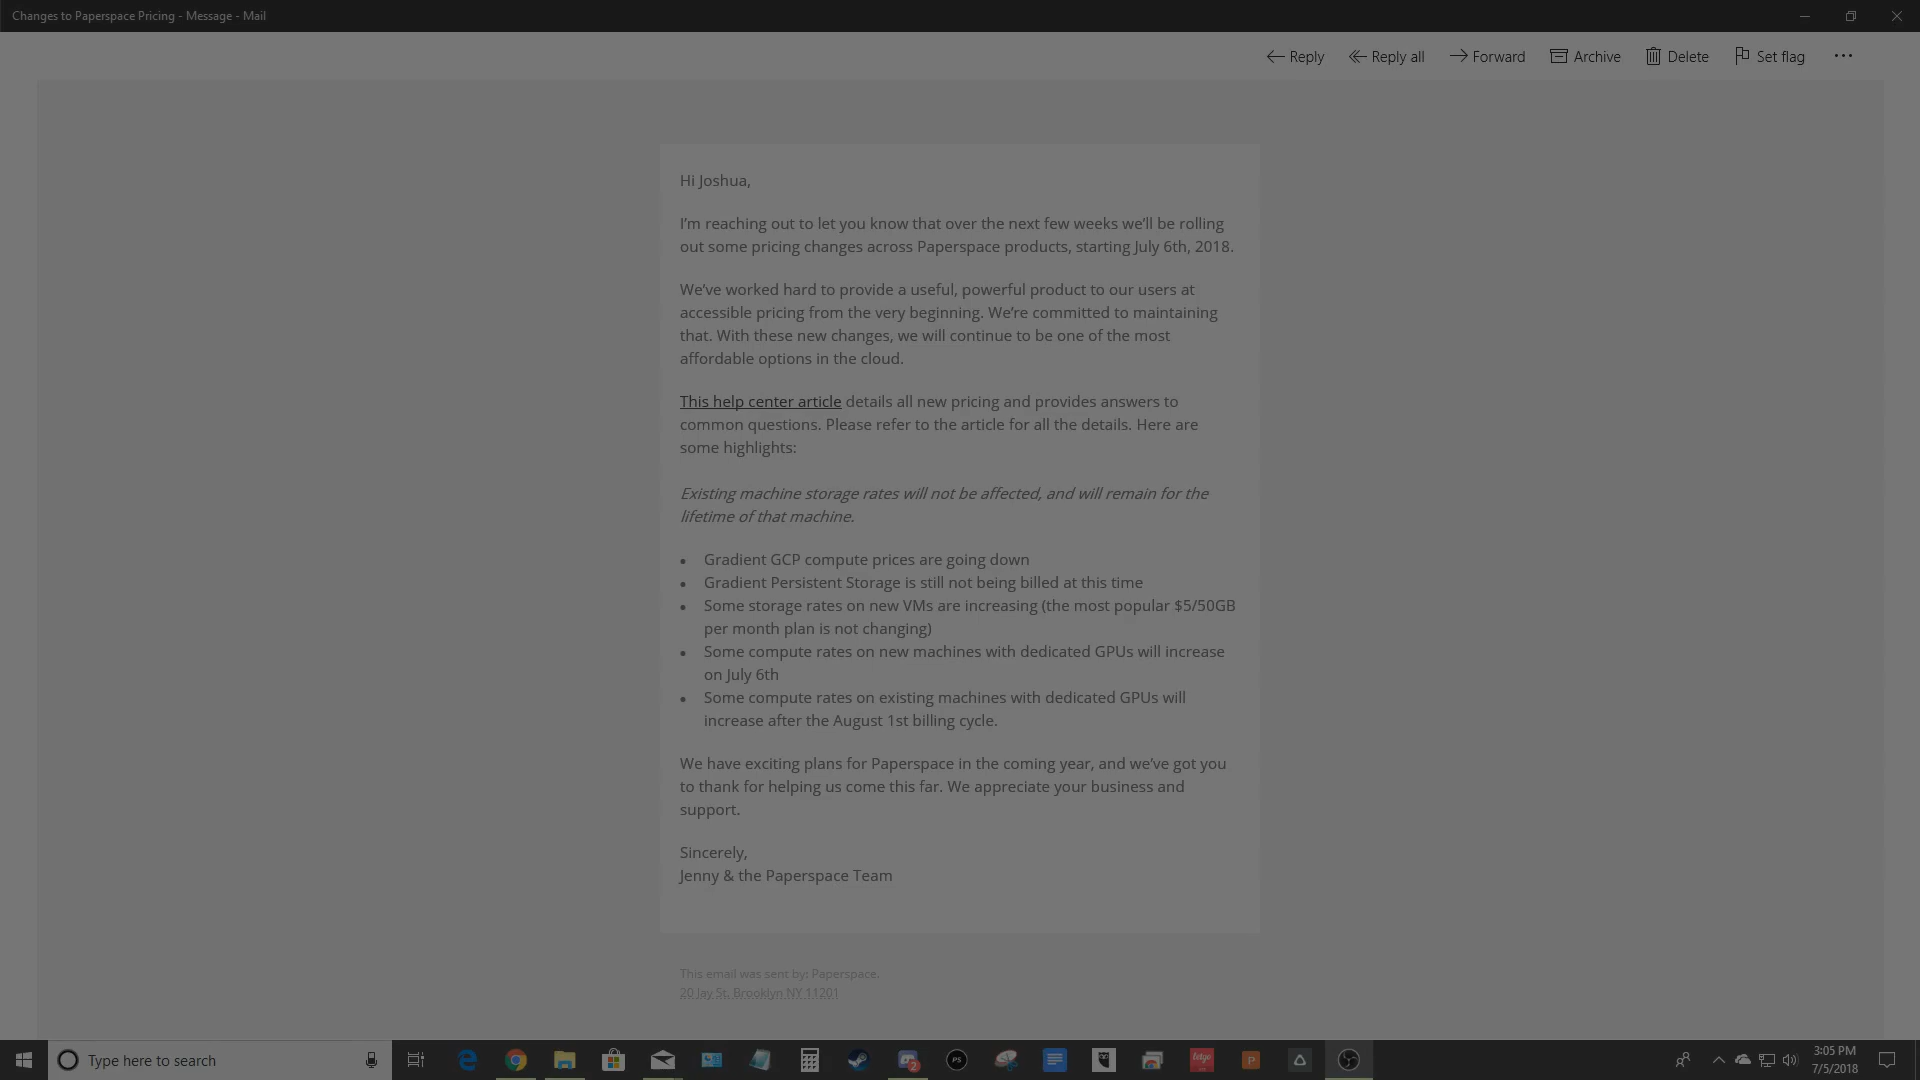 Changes to Paperspace Pricing - Message - Mail
Reply Reply all Forward Archive Delete Set flag
Hi Joshua,
I'm reaching out to let you know that over the next few weeks we'll be rolling
out some pricing changes across Paperspace products, starting July 6th, 2018.
We've worked hard to provide a useful, powerful product to our users at
accessible pricing from the very beginning. We're committed to maintaining
that. With these new changes, we will continue to be one of the most
affordable options in the cloud.
This help center article details all new pricing and provides answers to
common questions. Please refer to the article for all the details. Here are
some highlights:
Existing machine storage rates will not be affected, and will remain for the
lifetime of that machine.
• Gradient GCP compute prices are going down
• Gradient Persistent Storage is still not being billed at this time
• Some storage rates on new VMs are increasing (the most popular $5/50GB
per month plan is not changing)
• Some compute rates on new machines with dedicated GPUs will increase
on July 6th
• Some compute rates on existing machines with dedicated GPUs will
increase after the August 1st billing cycle.
We have exciting plans for Paperspace in the coming year, and we've got you
to thank for helping us come this far. We appreciate your business and
support.
Sincerely,
Jenny & the Paperspace Team
This email was sent by: Paperspace.
20 Jay St. Brooklyn NY 11201
Type here to search
2
PS
letgo
P
3:05 PM
7/5/2018